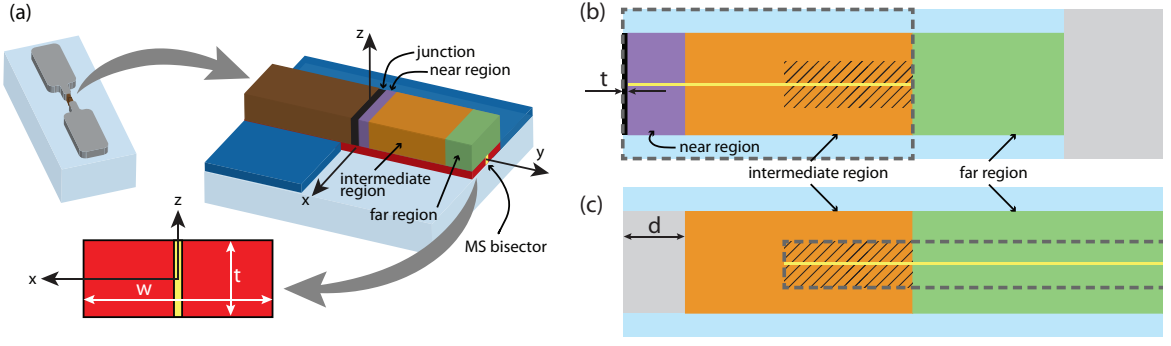 (a)
z
junction
near region
y
intermediate
region
x
far region
MS bisector
z
x
w
t
(b)
t
near region
intermediate region
far region
(c)
d